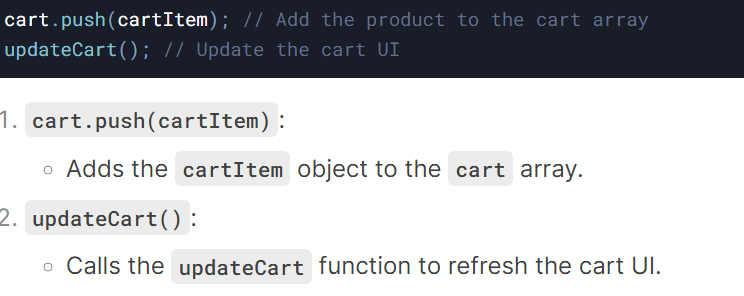 cart.push(cartItem); // Add the product to the cart array
updateCart(); // Update the cart UI
1. cart.push(cartItem):
○ Adds the cartItem object to the cart array.
2. updateCart():
○ Calls the updateCart function to refresh the cart UI.